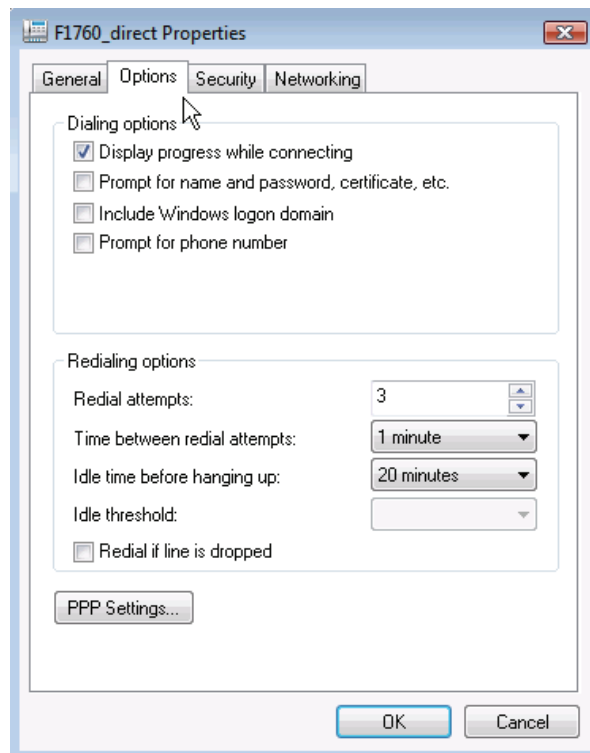 F1760_direct Properties
General Options Security Networking
Dialing options
Display progress while connecting
Prompt for name and password, certificate, etc.
Include Windows logon domain
Prompt for phone number
Redialing options
Redial attempts: 3
Time between redial attempts: 1 minute
Idle time before hanging up: 20 minutes
Idle threshold:
Redial if line is dropped
PPP Settings...
OK Cancel